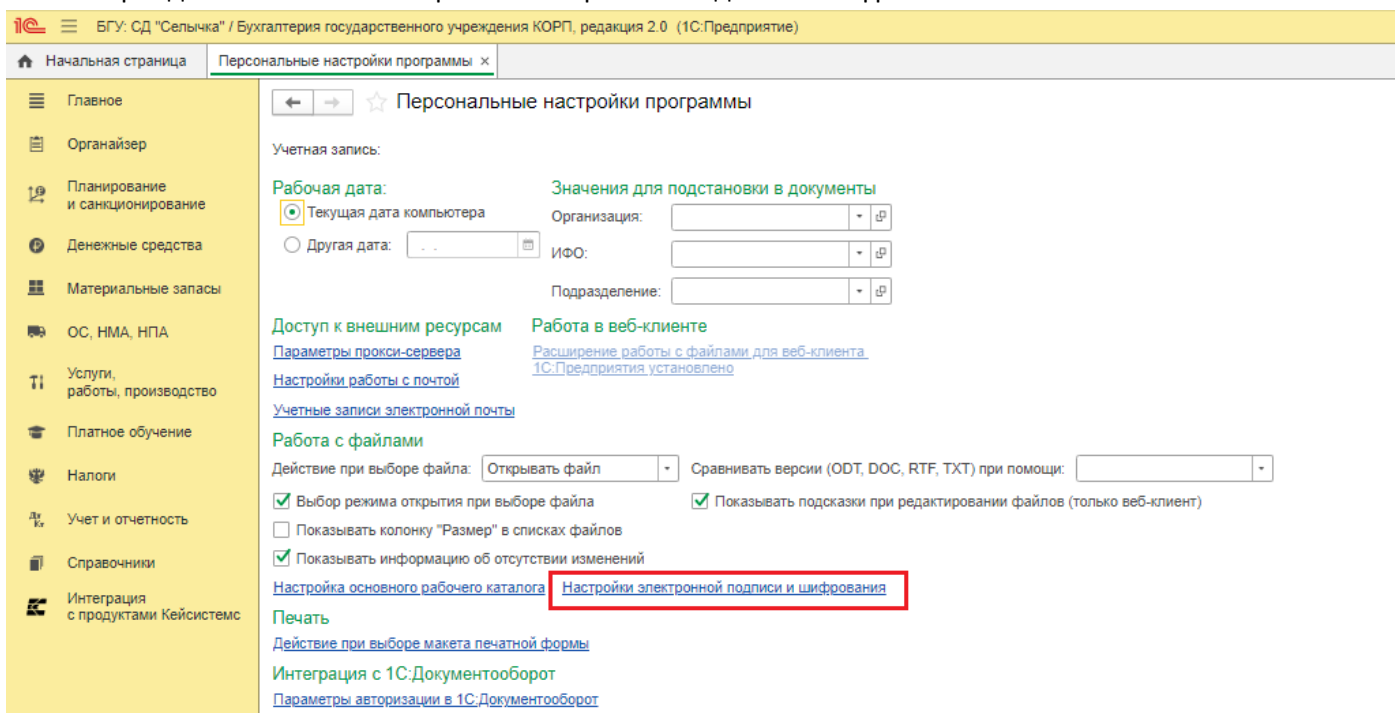 БГУ: СД "Селычка" / Бухгалтерия государственного учреждения КОРП, редакция 2.0 (1С:Предприятие)
Начальная страница
Персональные настройки программы ×
Главное
Органайзер
Планирование
и санкционирование
Денежные средства
Материальные запасы
ОС, НМА, НПА
Услуги,
работы, производство
Платное обучение
Налоги
Учет и отчетность
Справочники
Интеграция
с продуктами Кейсистемс
Персональные настройки программы
Учетная запись:
Рабочая дата:
Значения для подстановки в документы
Текущая дата компьютера
Организация:
Другая дата: . .
ИФО:
Подразделение:
Доступ к внешним ресурсам
Работа в веб-клиенте
Параметры прокси-сервера
Расширение работы с файлами для веб-клиента
1С:Предприятия установлено
Настройки работы с почтой
Учетные записи электронной почты
Работа с файлами
Действие при выборе файла: Открывать файл
Сравнивать версии (ODT, DOC, RTF, TXT) при помощи:
Выбор режима открытия при выборе файла
Показывать подсказки при редактировании файлов (только веб-клиент)
Показывать колонку "Размер" в списках файлов
Показывать информацию об отсутствии изменений
Настройка основного рабочего каталога
Настройки электронной подписи и шифрования
Печать
Действие при выборе макета печатной формы
Интеграция с 1С:Документооборот
Параметры авторизации в 1С:Документооборот